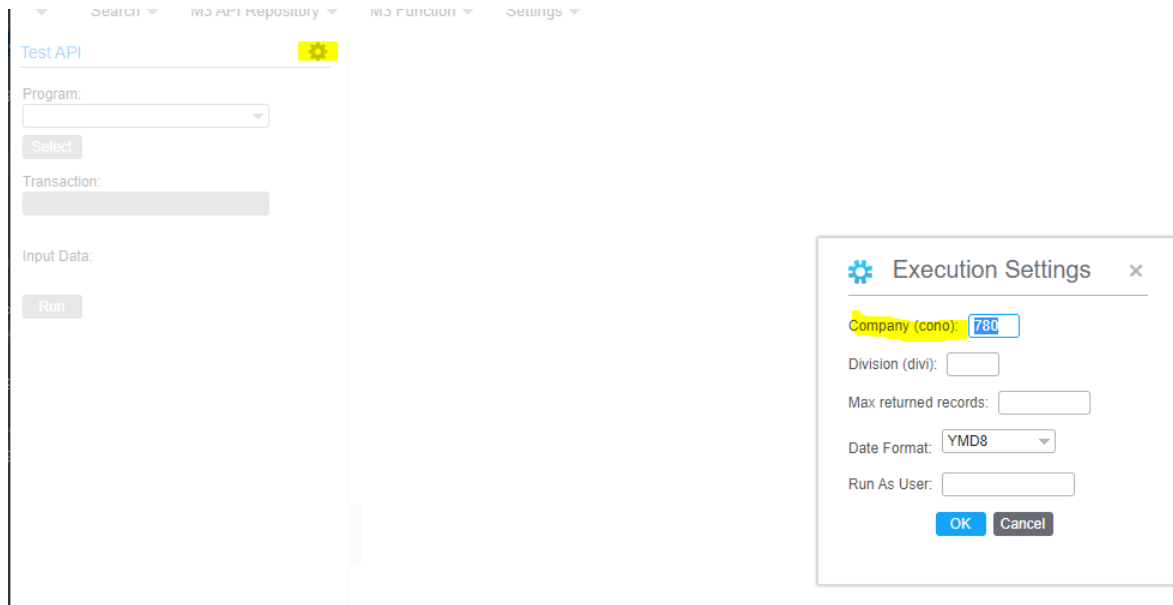 Search M3 API Repository M3 Function Settings
Test API
Program:
Select
Transaction:
Input Data:
Run
Execution Settings ×
Company (cono): 780
Division (divi):
Max returned records:
Date Format: YMD8
Run As User:
OK Cancel